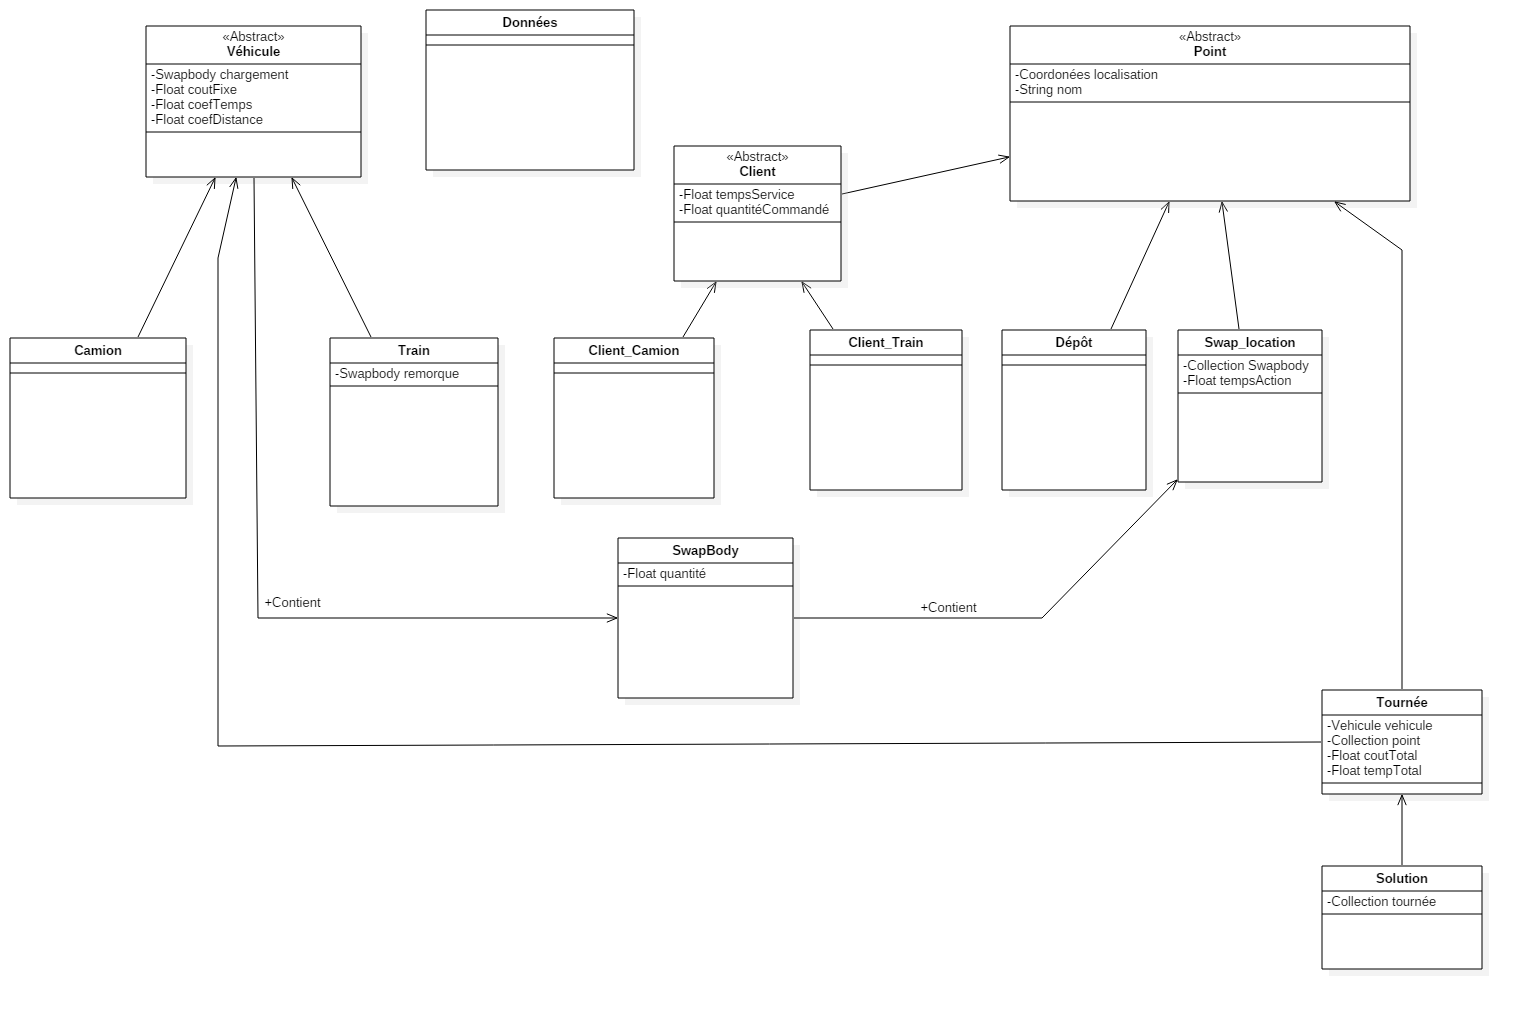 «Abstract»
Véhicule
-Swapbody chargement
-Float coutFixe
-Float coefTemps
-Float coefDistance
Données
«Abstract»
Point
-Coordonées localisation
-String nom
«Abstract»
Client
-Float tempsService
-Float quantitéCommandé
Camion
Train
-Swapbody remorque
Client_Camion
Client_Train
Dépôt
Swap_location
-Collection Swapbody
-Float tempsAction
SwapBody
-Float quantité
+Contient
+Contient
Tournée
-Vehicule vehicule
-Collection point
-Float coutTotal
-Float tempTotal
Solution
-Collection tournée